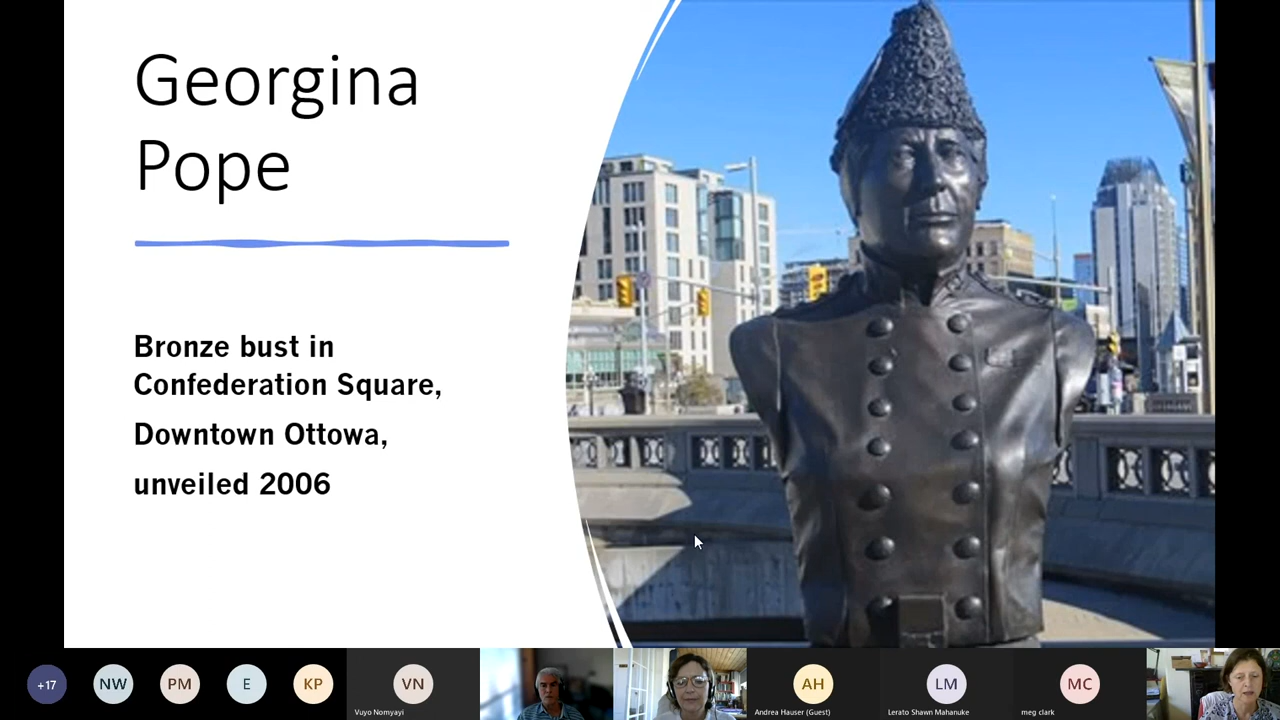 Georgina
Pope
Bronze bust in
Confederation Square,
Downtown Ottowa,
unveiled 2006
+17
NW
PM
E
KP
VN
AH
LM
MC
Vuyo Nomyayi
Andrea Hauser (Guest)
Lerato Shawn Mahanuke
meg clark